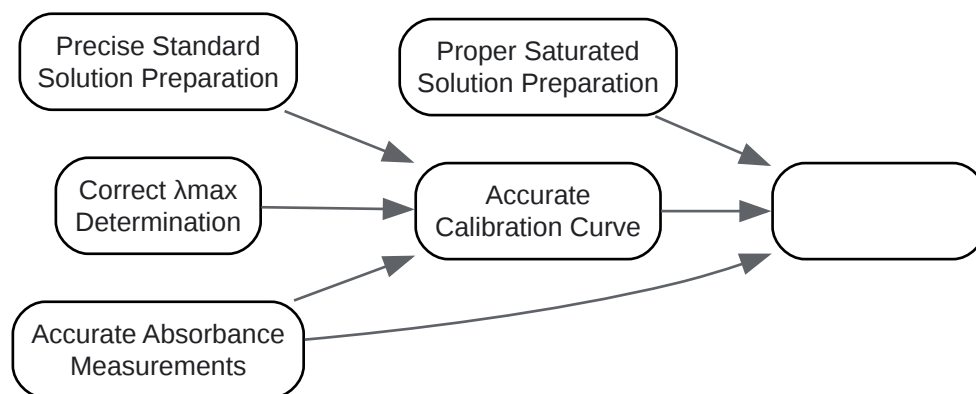 Precise Standard
Solution Preparation
Proper Saturated
Solution Preparation
Correct λmax
Determination
Accurate
Calibration Curve
Accurate Absorbance
Measurements